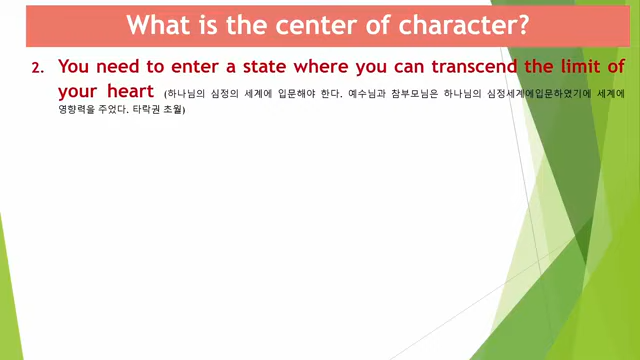 What is the center of character?
2. You need to enter a state where you can transcend the limit of
your heart (하나님의 심정의 세계에 입문해야 한다. 예수님과 참부모님은 하나님의 심정세계에입문하였기에 세계에
영향력을 주었다. 타락권 초월)